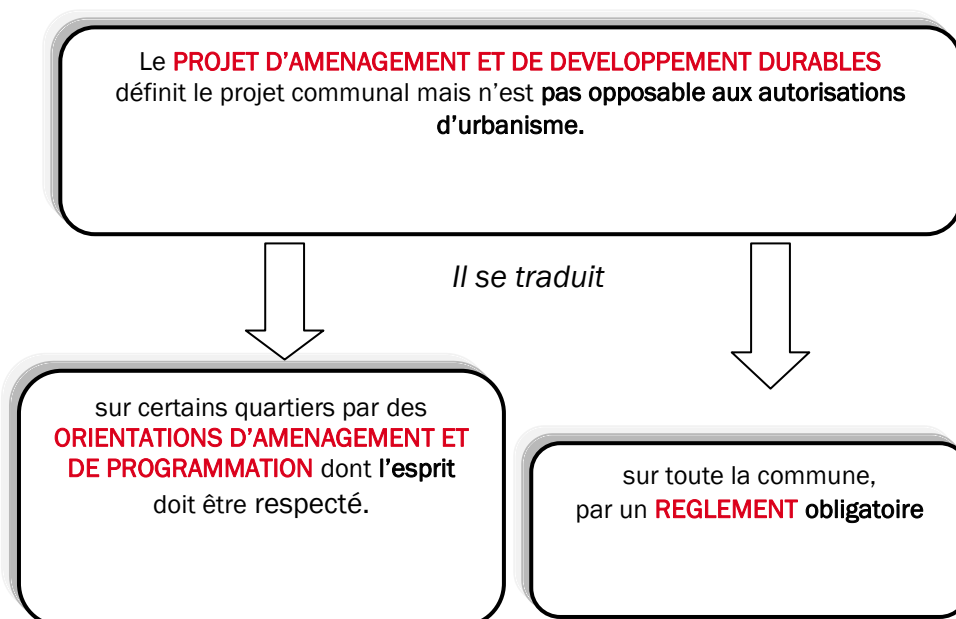 Le PROJET D’AMENAGEMENT ET DE DEVELOPPEMENT DURABLES
définit le projet communal mais n’est pas opposable aux autorisations
d’urbanisme.
Il se traduit
sur certains quartiers par des
ORIENTATIONS D’AMENAGEMENT ET
DE PROGRAMMATION dont l’esprit
doit être respecté.
sur toute la commune,
par un REGLEMENT obligatoire